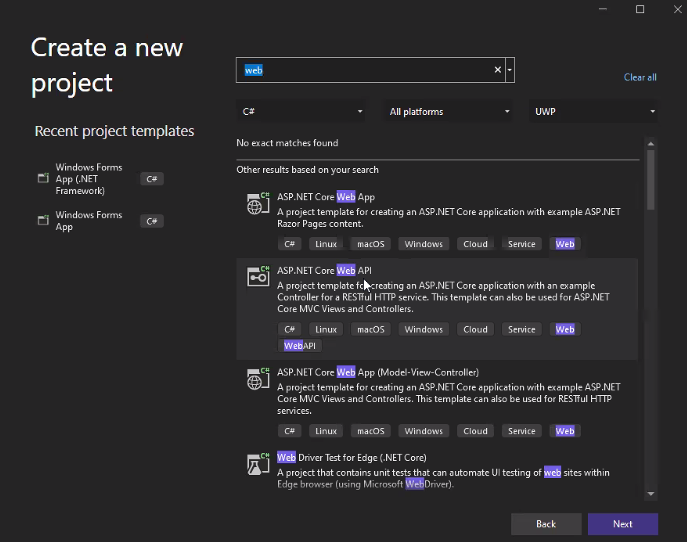 Create a new
project
Recent project templates
Windows Forms
App (.NET
Framework)
C#
Windows Forms
App
C#
web
Clear all
C#
All platforms
UWP
No exact matches found
Other results based on your search
C#
ASP.NET Core Web App
A project template for creating an ASP.NET Core application with example ASP.NET
Razor Pages content.
C# Linux macOS Windows Cloud Service Web
C#
ASP.NET Core Web API
A project template for creating an ASP.NET Core application with an example
Controller for a RESTful HTTP service. This template can also be used for ASP.NET
Core MVC Views and Controllers.
C# Linux macOS Windows Cloud Service Web
WebAPI
C#
ASP.NET Core Web App (Model-View-Controller)
A project template for creating an ASP.NET Core application with example ASP.NET
Core MVC Views and Controllers. This template can also be used for RESTful HTTP
services.
C# Linux macOS Windows Cloud Service Web
C#
Web Driver Test for Edge (.NET Core)
A project that contains unit tests that can automate UI testing of web sites within
Edge browser (using Microsoft WebDriver).
Back
Next